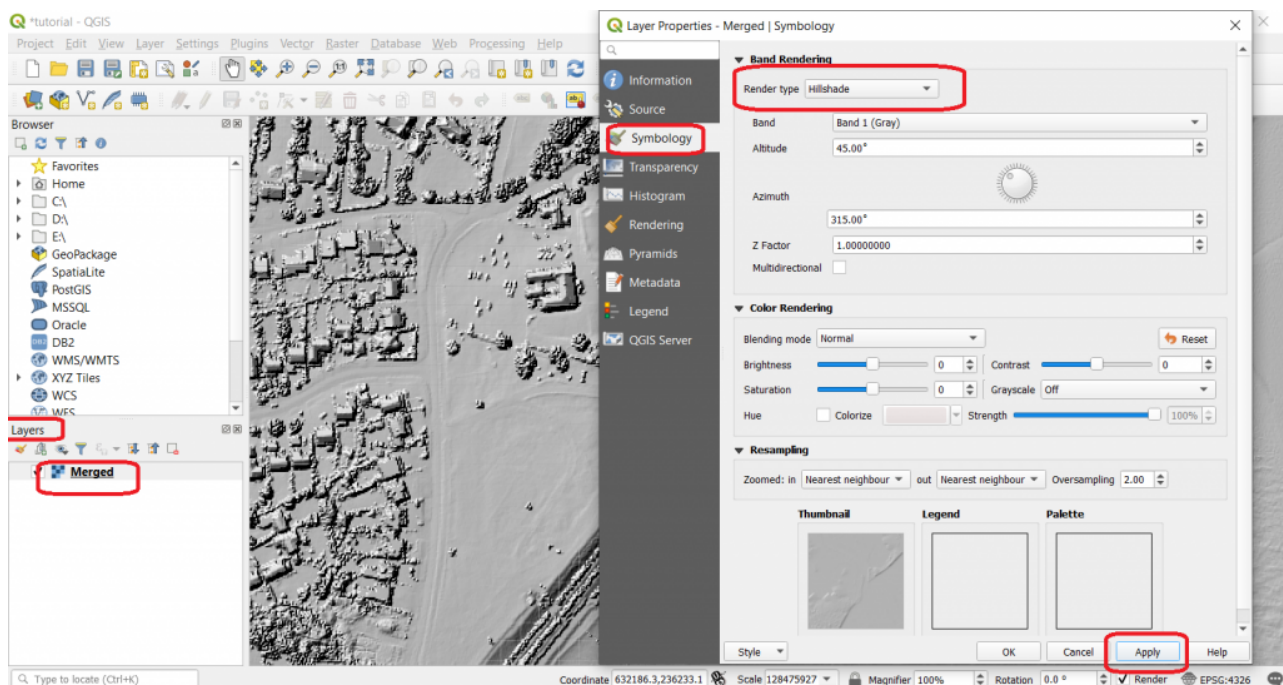 *tutorial - QGIS
Project Edit View Layer Settings Plugins Vector Raster Database Web Processing Help
Browser
Favorites
Home
C:\
D:\
E:\
GeoPackage
SpatiaLite
PostGIS
MSSQL
Oracle
DB2
WMS/WMTS
XYZ Tiles
WCS
WFS
Layers
Merged
Type to locate (Ctrl+K)
Layer Properties - Merged | Symbology
Information
Source
Symbology
Transparency
Histogram
Rendering
Pyramids
Metadata
Legend
QGIS Server
Band Rendering
Render type Hillshade
Band Band 1 (Gray)
Altitude 45.00°
Azimuth
315.00°
Z Factor 1.00000000
Multidirectional
Color Rendering
Blending mode Normal Reset
Brightness 0 Contrast 0
Saturation 0 Grayscale Off
Hue Colorize Strength 100%
Resampling
Zoomed: in Nearest neighbour out Nearest neighbour Oversampling 2.00
Thumbnail Legend Palette
Style OK Cancel Apply Help
Coordinate 632186.3,236233.1 Scale 128475927 Magnifier 100% Rotation 0.0 ° Render EPSG:4326